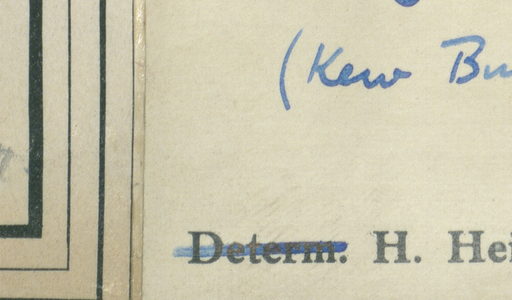 (Kew Bu
Determ. H. Hei